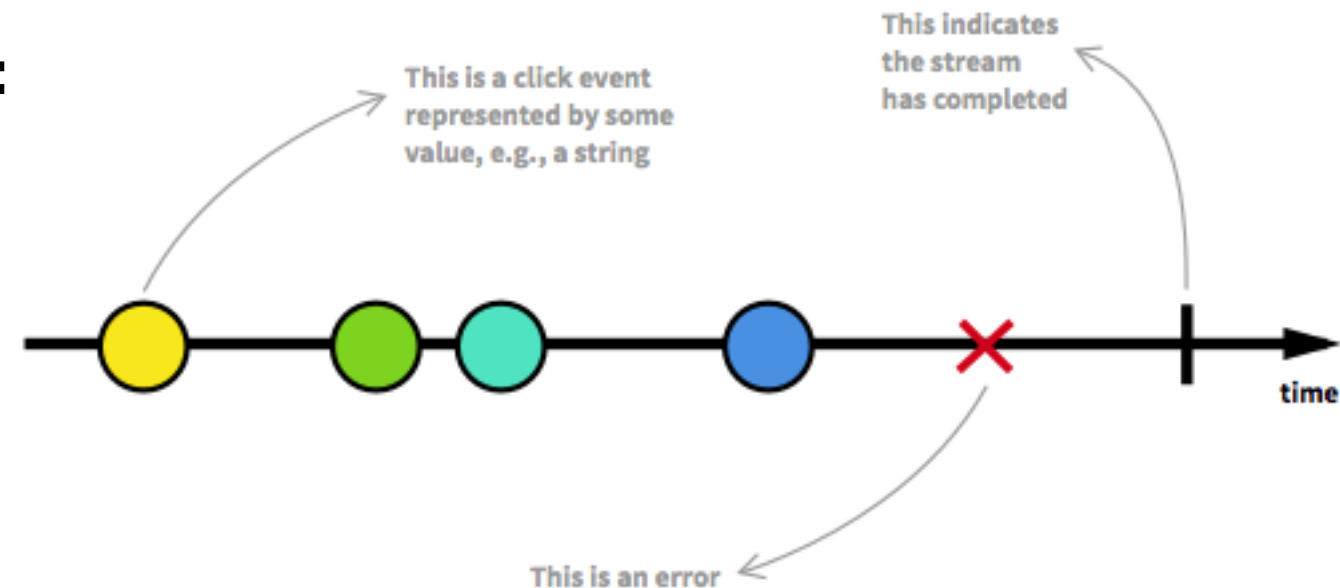 :
This is a click event
represented by some
value, e.g., a string
This indicates
the stream
has completed
time
This is an error